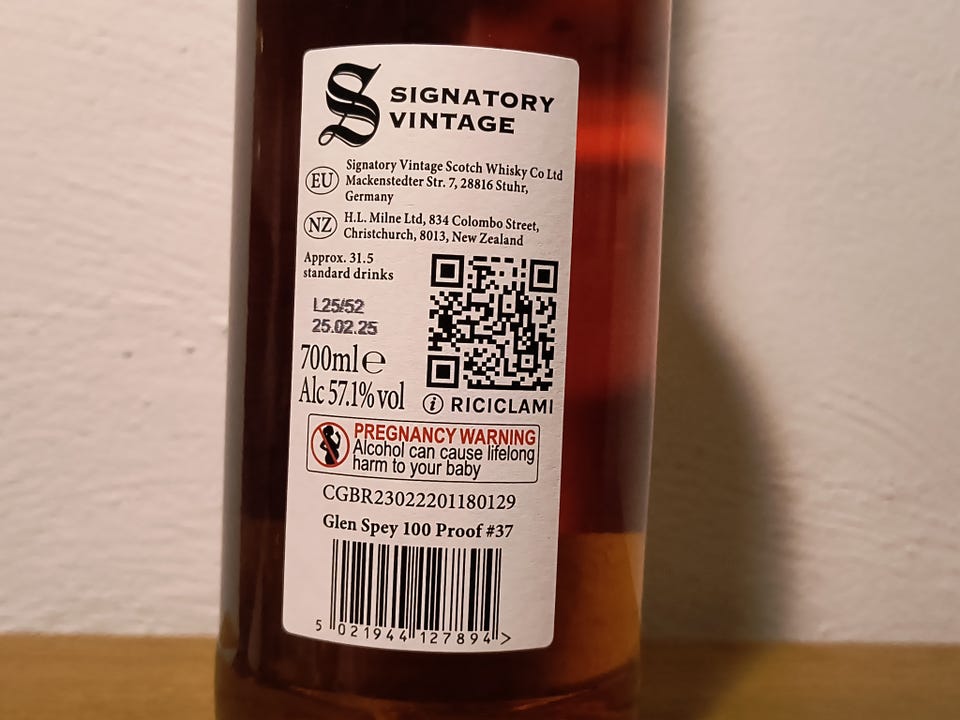 S SIGNATORY
VINTAGE
EU Signatory Vintage Scotch Whisky Co Ltd
Mackenstedter Str. 7, 28816 Stuhr,
Germany
NZ H.L. Milne Ltd, 834 Colombo Street,
Christchurch, 8013, New Zealand
Approx. 31.5
standard drinks
L25/52
25.02.25
700ml ℮
Alc 57.1% vol
i RICICLAMI
PREGNANCY WARNING
Alcohol can cause lifelong
harm to your baby
CGBR23022201180129
Glen Spey 100 Proof #37
5 021944 127894 >